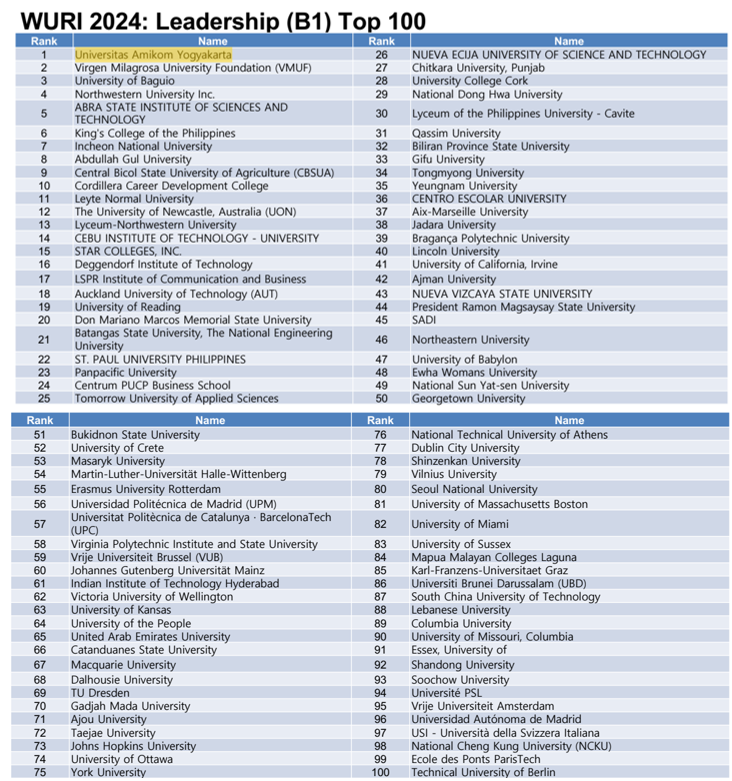 WURI 2024: Leadership (B1) Top 100
Rank Name Rank Name
1 Universitas Amikom Yogyakarta 26 NUEVA ECIJA UNIVERSITY OF SCIENCE AND TECHNOLOGY
2 Virgen Milagrosa University Foundation (VMUF) 27 Chitkara University, Punjab
3 University of Baguio 28 University College Cork
4 Northwestern University Inc. 29 National Dong Hwa University
5 ABRA STATE INSTITUTE OF SCIENCES AND
TECHNOLOGY 30 Lyceum of the Philippines University - Cavite
6 King's College of the Philippines 31 Qassim University
7 Incheon National University 32 Biliran Province State University
8 Abdullah Gul University 33 Gifu University
9 Central Bicol State University of Agriculture (CBSUA) 34 Tongmyong University
10 Cordillera Career Development College 35 Yeungnam University
11 Leyte Normal University 36 CENTRO ESCOLAR UNIVERSITY
12 The University of Newcastle, Australia (UON) 37 Aix-Marseille University
13 Lyceum-Northwestern University 38 Jadara University
14 CEBU INSTITUTE OF TECHNOLOGY - UNIVERSITY 39 Bragança Polytechnic University
15 STAR COLLEGES, INC. 40 Lincoln University
16 Deggendorf Institute of Technology 41 University of California, Irvine
17 LSPR Institute of Communication and Business 42 Ajman University
18 Auckland University of Technology (AUT) 43 NUEVA VIZCAYA STATE UNIVERSITY
19 University of Reading 44 President Ramon Magsaysay State University
20 Don Mariano Marcos Memorial State University 45 SADI
21 Batangas State University, The National Engineering
University 46 Northeastern University
22 ST. PAUL UNIVERSITY PHILIPPINES 47 University of Babylon
23 Panpacific University 48 Ewha Womans University
24 Centrum PUCP Business School 49 National Sun Yat-sen University
25 Tomorrow University of Applied Sciences 50 Georgetown University
Rank Name Rank Name
51 Bukidnon State University 76 National Technical University of Athens
52 University of Crete 77 Dublin City University
53 Masaryk University 78 Shinzenkan University
54 Martin-Luther-Universität Halle-Wittenberg 79 Vilnius University
55 Erasmus University Rotterdam 80 Seoul National University
56 Universidad Politécnica de Madrid (UPM) 81 University of Massachusetts Boston
57 Universitat Politècnica de Catalunya · BarcelonaTech
(UPC) 82 University of Miami
58 Virginia Polytechnic Institute and State University 83 University of Sussex
59 Vrije Universiteit Brussel (VUB) 84 Mapua Malayan Colleges Laguna
60 Johannes Gutenberg Universität Mainz 85 Karl-Franzens-Universitaet Graz
61 Indian Institute of Technology Hyderabad 86 Universiti Brunei Darussalam (UBD)
62 Victoria University of Wellington 87 South China University of Technology
63 University of Kansas 88 Lebanese University
64 University of the People 89 Columbia University
65 United Arab Emirates University 90 University of Missouri, Columbia
66 Catanduanes State University 91 Essex, University of
67 Macquarie University 92 Shandong University
68 Dalhousie University 93 Soochow University
69 TU Dresden 94 Université PSL
70 Gadjah Mada University 95 Vrije Universiteit Amsterdam
71 Ajou University 96 Universidad Autónoma de Madrid
72 Taejae University 97 USI - Università della Svizzera Italiana
73 Johns Hopkins University 98 National Cheng Kung University (NCKU)
74 University of Ottawa 99 Ecole des Ponts ParisTech
75 York University 100 Technical University of Berlin